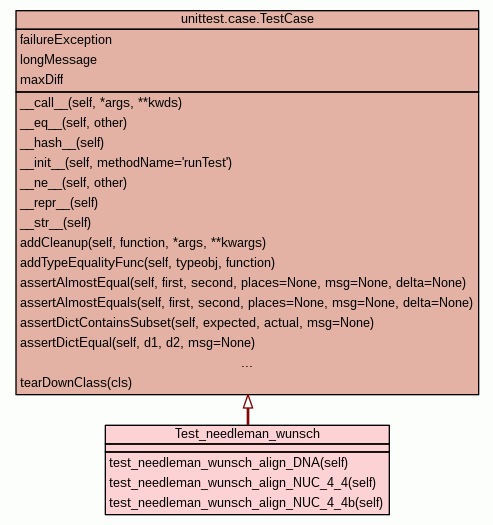 unittest.case.TestCase
failureException
longMessage
maxDiff
__call__(self, *args, **kwds)
__eq__(self, other)
__hash__(self)
__init__(self, methodName='runTest')
__ne__(self, other)
__repr__(self)
__str__(self)
addCleanup(self, function, *args, **kwargs)
addTypeEqualityFunc(self, typeobj, function)
assertAlmostEqual(self, first, second, places=None, msg=None, delta=None)
assertAlmostEquals(self, first, second, places=None, msg=None, delta=None)
assertDictContainsSubset(self, expected, actual, msg=None)
assertDictEqual(self, d1, d2, msg=None)
...
tearDownClass(cls)
Test_needleman_wunsch
test_needleman_wunsch_align_DNA(self)
test_needleman_wunsch_align_NUC_4_4(self)
test_needleman_wunsch_align_NUC_4_4b(self)